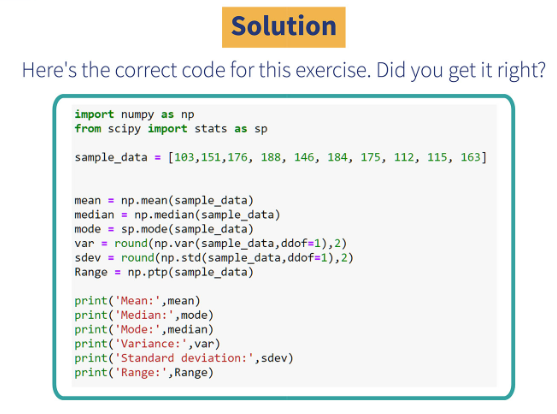 Solution
Here's the correct code for this exercise. Did you get it right?
import numpy as np
from scipy import stats as sp
sample_data = [103,151,176, 188, 146, 184, 175, 112, 115, 163]
mean = np.mean(sample_data)
median = np.median(sample_data)
mode = sp.mode(sample_data)
var = round(np.var(sample_data,ddof=1),2)
sdev = round(np.std(sample_data,ddof=1),2)
Range = np.ptp(sample_data)
print('Mean:',mean)
print('Median:',mode)
print('Mode:',median)
print('Variance:',var)
print('Standard deviation:',sdev)
print('Range:',Range)